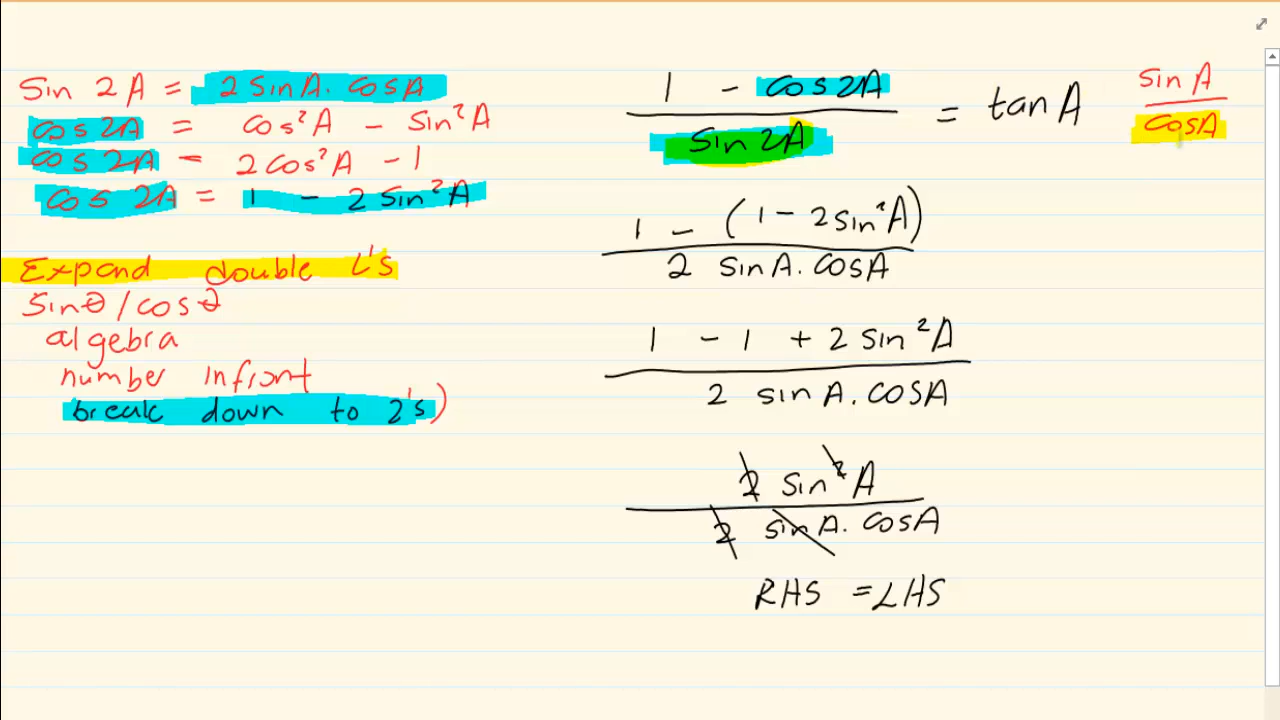 Sin 2A = 2 SinA. CosA
cos 2A = Cos²A - Sin²A
cos 2A = 2Cos²A - 1
cos 2A = 1 - 2 Sin²A
Expand double ∠'s
Sinθ / cos θ
algebra
number infront
break down to 2's)
1 - Cos2A / Sin 2A = tan A
sin A / cosA
1 - (1 - 2sin²A) / 2 sinA. cosA
1 - 1 + 2 sin²A / 2 sin A. cosA
2 sin²A / 2 sinA. cosA
RHS = LHS